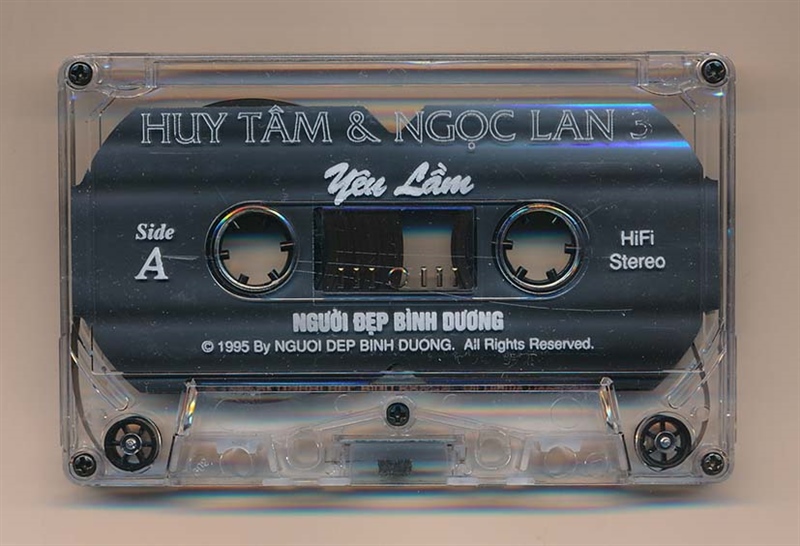 HUY TÂM & NGỌC LAN 3
Yêu Lầm
Side
A
HiFi
Stereo
NGƯỜI ĐẸP BÌNH DƯƠNG
© 1995 By NGUOI DEP BINH DUONG. All Rights Reserved.